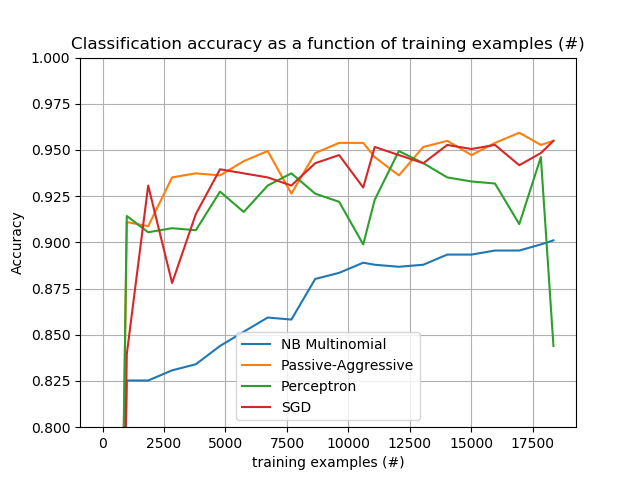 Classification accuracy as a function of training examples (#)
1.000
0.975
0.950
0.925
0.900
0.875
0.850
0.825
0.800
Accuracy
NB Multinomial
Passive-Aggressive
Perceptron
SGD
0 2500 5000 7500 10000 12500 15000 17500
training examples (#)